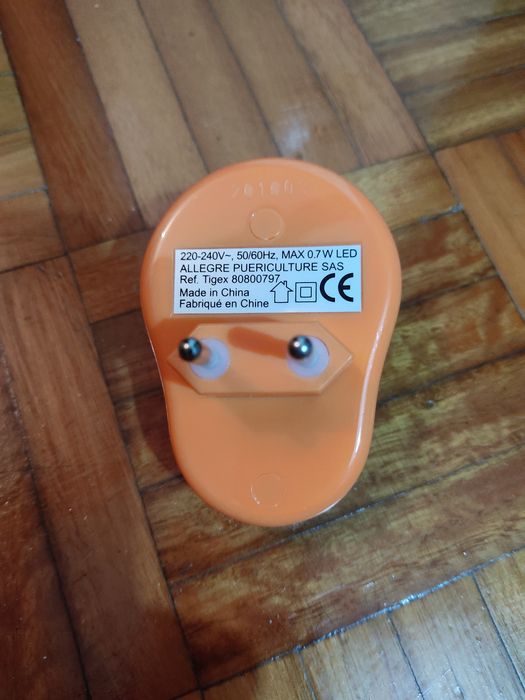 220-240V~, 50/60Hz, MAX 0.7 W LED
ALLEGRE PUERICULTURE SAS
Ref. Tigex 80800797
Made in China
Fabriqué en Chine
CE